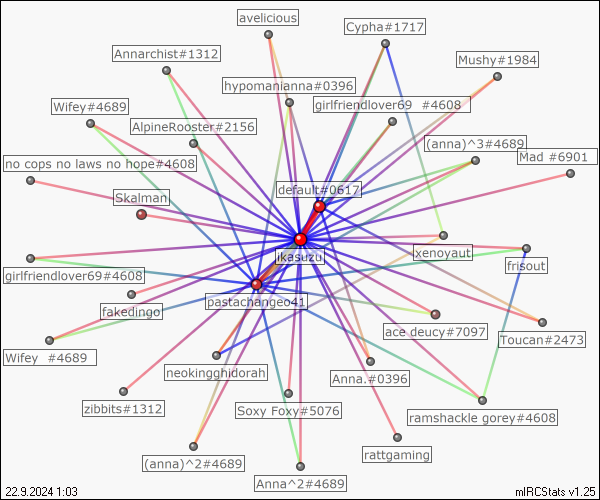 avelicious
Cypha#1717
Annarchist#1312
Mushy#1984
hypomanianna#0396
girlfriendlover69 #4608
Wifey#4689
AlpineRooster#2156
(anna)^3#4689
Mad #6901
no cops no laws no hope#4608
default#0617
Skalman
ikasuzu
xenoyaut
frisout
girlfriendlover69#4608
pastachangeo41
fakedingo
ace deucy#7097
Toucan#2473
Wifey #4689
neokingghidorah
Anna.#0396
zibbits#1312
Soxy Foxy#5076
ramshackle gorey#4608
rattgaming
(anna)^2#4689
Anna^2#4689
22.9.2024 1:03
mIRCStats v1.25